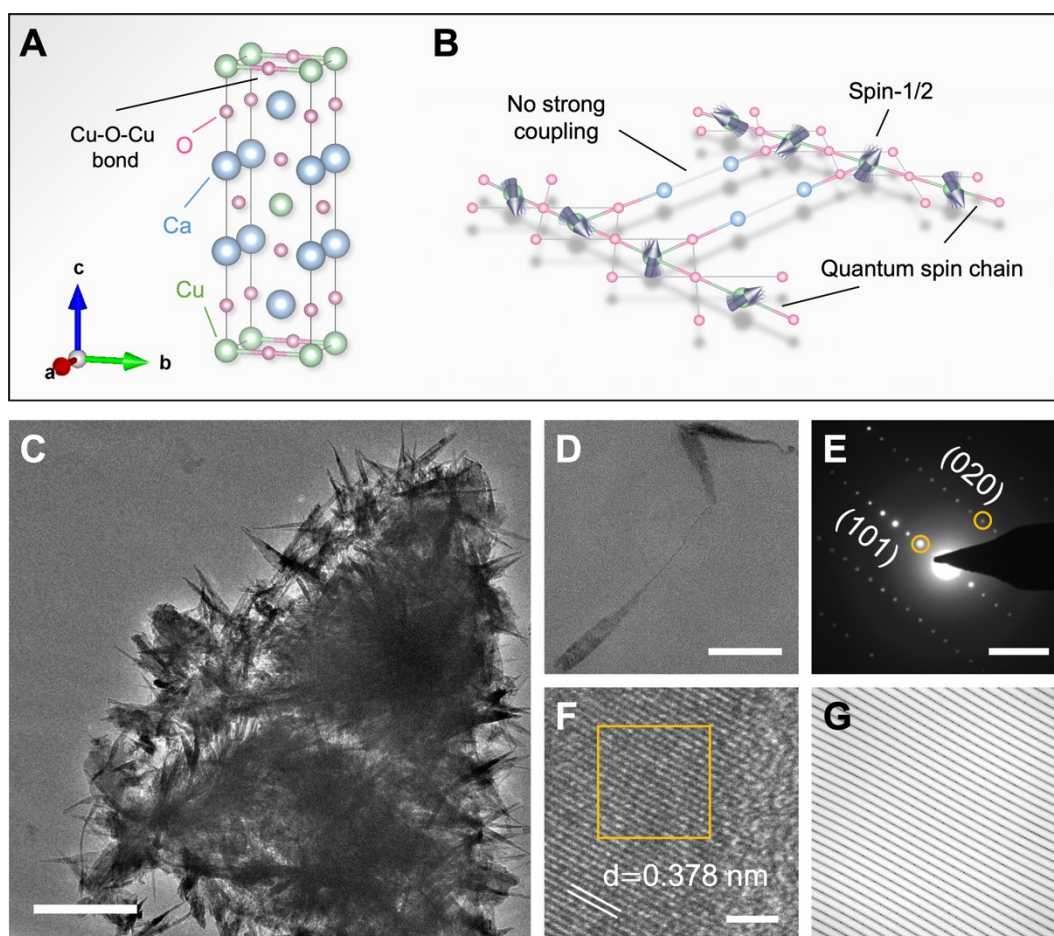 A
Cu-O-Cu
bond
O
Ca
Cu
c
b
a
B
No strong
coupling
Spin-1/2
Quantum spin chain
C
D
E
(020)
(101)
F
d=0.378 nm
G